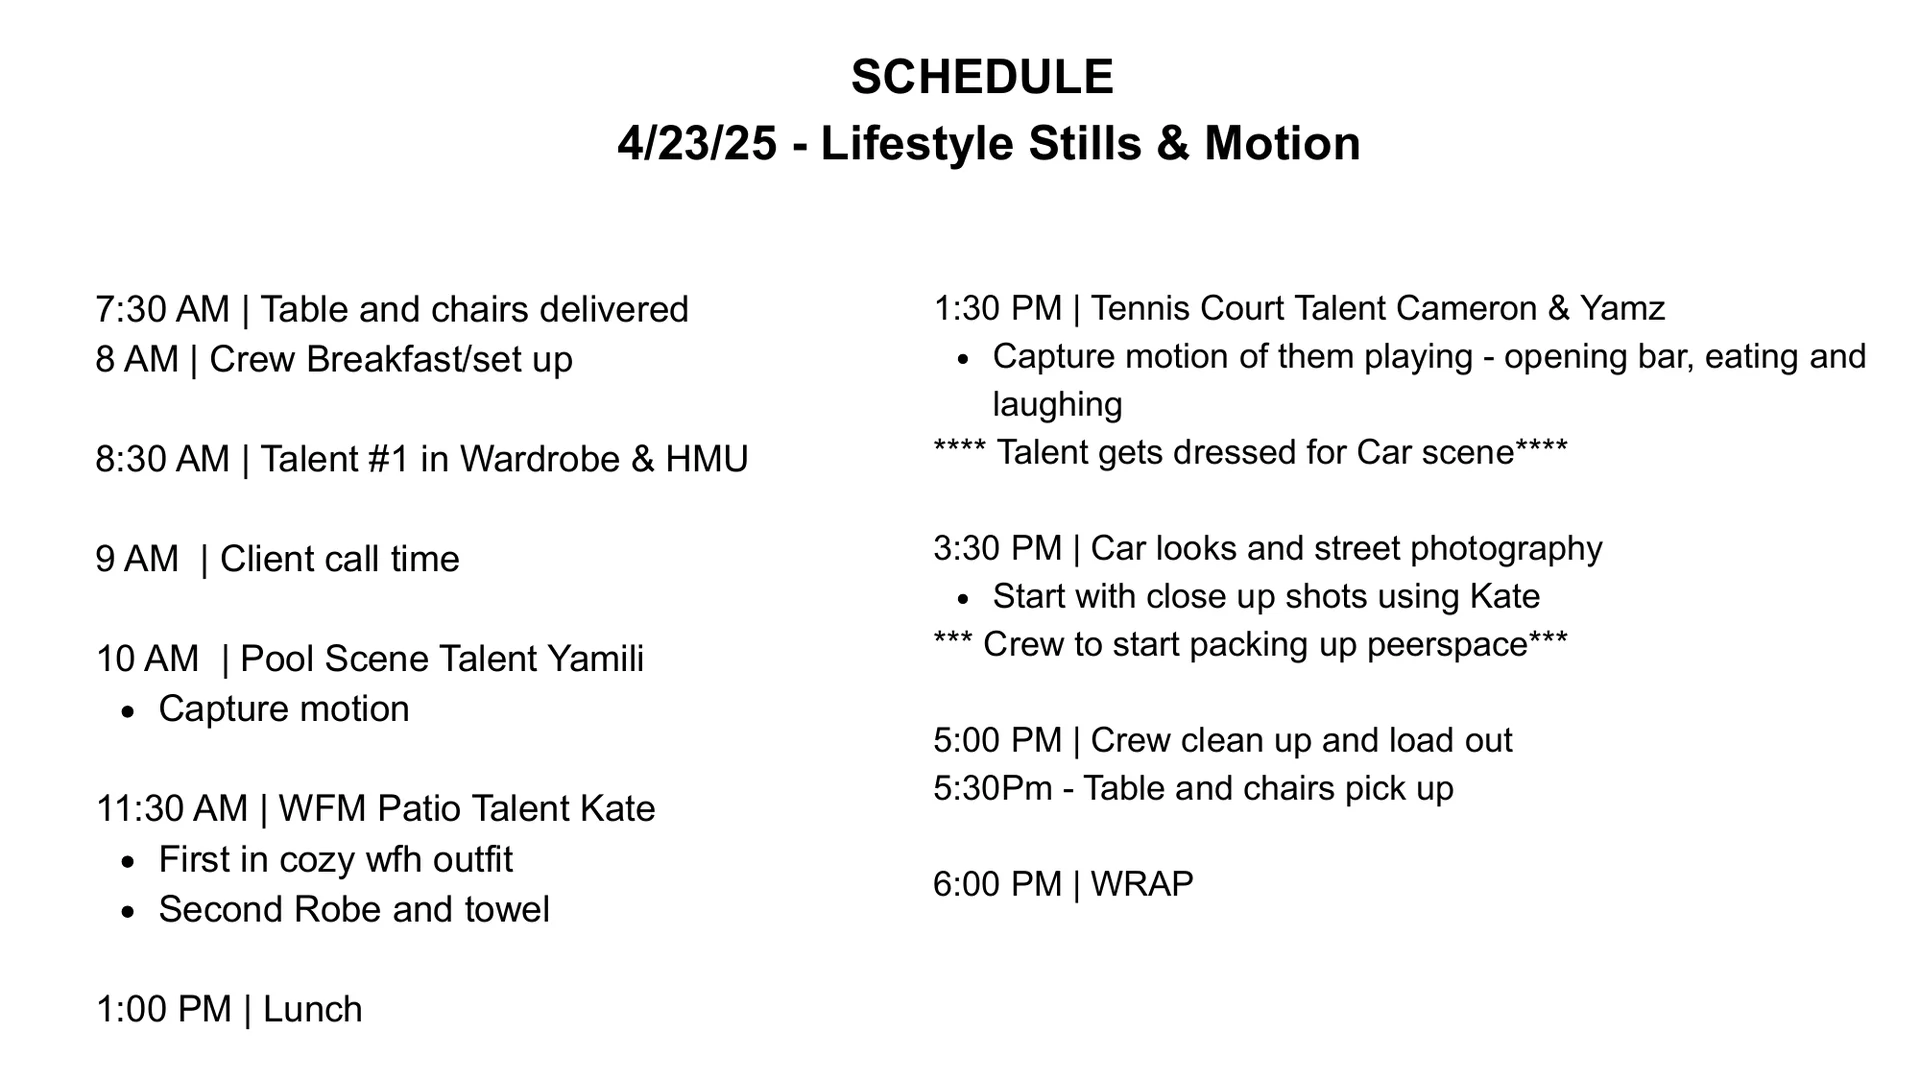 SCHEDULE
4/23/25 - Lifestyle Stills & Motion
7:30 AM | Table and chairs delivered
8 AM | Crew Breakfast/set up
8:30 AM | Talent #1 in Wardrobe & HMU
9 AM  | Client call time
10 AM  | Pool Scene Talent Yamili
• Capture motion
11:30 AM | WFM Patio Talent Kate
• First in cozy wfh outfit
• Second Robe and towel
1:00 PM | Lunch
1:30 PM | Tennis Court Talent Cameron & Yamz
• Capture motion of them playing - opening bar, eating and
laughing
**** Talent gets dressed for Car scene****
3:30 PM | Car looks and street photography
• Start with close up shots using Kate
*** Crew to start packing up peerspace***
5:00 PM | Crew clean up and load out
5:30Pm - Table and chairs pick up
6:00 PM | WRAP